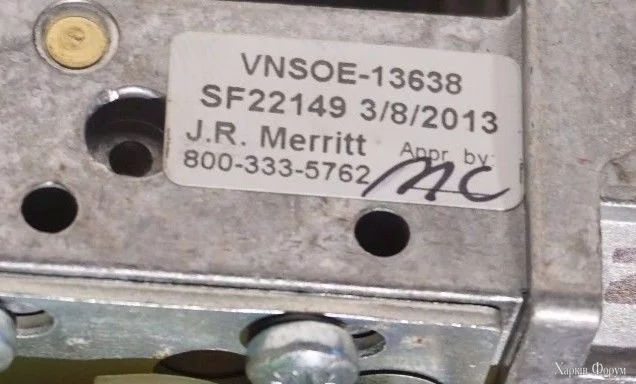 VNSOE-13638
SF22149 3/8/2013
J.R. Merritt Appr. by:
800-333-5762 MC
Харків Форум